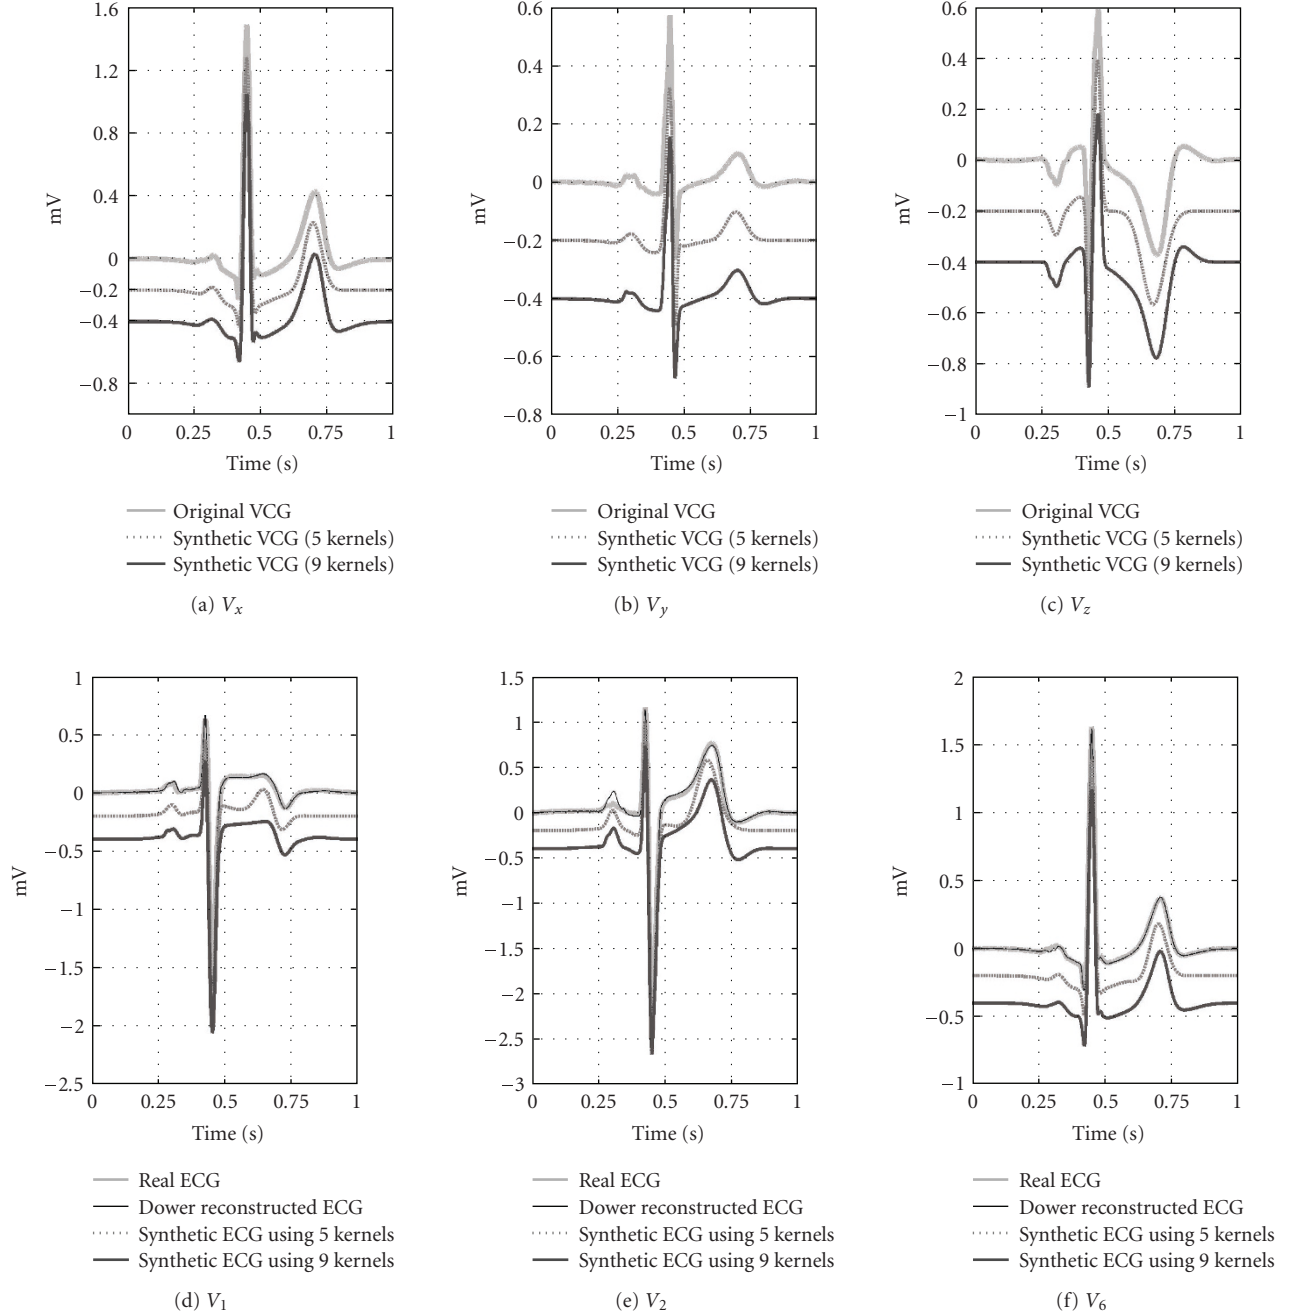 1.6
1.2
0.8
0.4
0
−0.2
−0.4
−0.8
mV
0 0.25 0.5 0.75 1
Time (s)
Original VCG
Synthetic VCG (5 kernels)
Synthetic VCG (9 kernels)
(a) Vx
0.6
0.4
0.2
0
−0.2
−0.4
−0.6
−0.8
mV
0 0.25 0.5 0.75 1
Time (s)
Original VCG
Synthetic VCG (5 kernels)
Synthetic VCG (9 kernels)
(b) Vy
0.6
0.4
0.2
0
−0.2
−0.4
−0.6
−0.8
−1
mV
0 0.25 0.5 0.75 1
Time (s)
Original VCG
Synthetic VCG (5 kernels)
Synthetic VCG (9 kernels)
(c) Vz
1
0.5
0
−0.5
−1
−1.5
−2
−2.5
mV
0 0.25 0.5 0.75 1
Time (s)
Real ECG
Dower reconstructed ECG
Synthetic ECG using 5 kernels
Synthetic ECG using 9 kernels
(d) V1
1.5
1
0.5
0
−0.5
−1
−1.5
−2
−2.5
−3
mV
0 0.25 0.5 0.75 1
Time (s)
Real ECG
Dower reconstructed ECG
Synthetic ECG using 5 kernels
Synthetic ECG using 9 kernels
(e) V2
2
1.5
1
0.5
0
−0.5
−1
mV
0 0.25 0.5 0.75 1
Time (s)
Real ECG
Dower reconstructed ECG
Synthetic ECG using 5 kernels
Synthetic ECG using 9 kernels
(f) V6